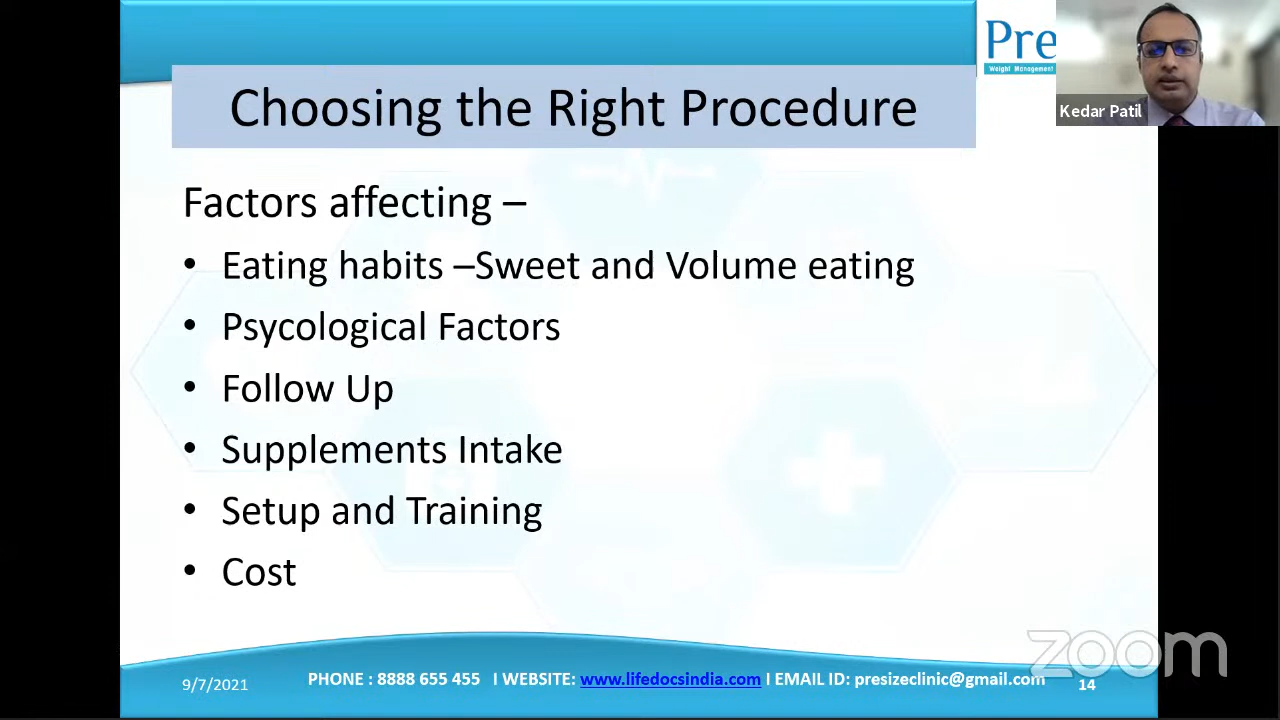 Pre
Weight Management
Kedar Patil
Choosing the Right Procedure
Factors affecting –
• Eating habits –Sweet and Volume eating
• Psycological Factors
• Follow Up
• Supplements Intake
• Setup and Training
• Cost
zoom
9/7/2021
PHONE : 8888 655 455 I WEBSITE: www.lifedocsindia.com I EMAIL ID: presizeclinic@gmail.com
14